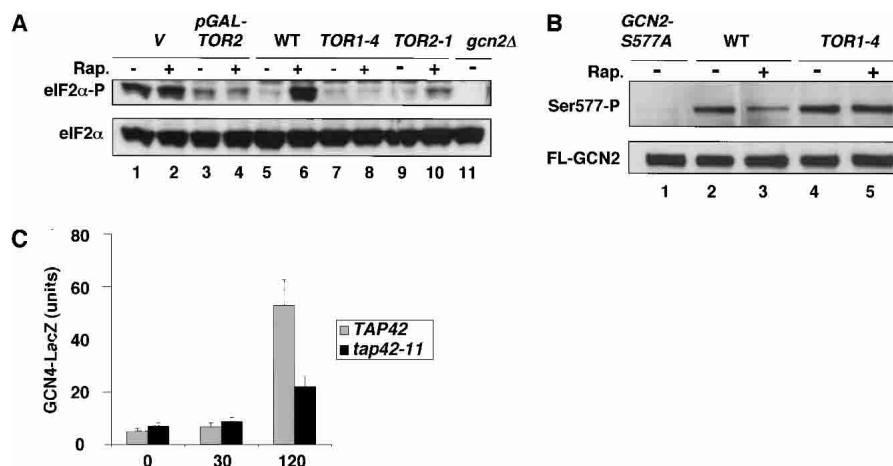 A
V pGAL-TOR2 WT TOR1-4 TOR2-1 gcn2Δ
Rap. - + - + - + - + - + -
eIF2α-P
eIF2α
1 2 3 4 5 6 7 8 9 10 11
B
GCN2-S577A WT TOR1-4
Rap. - - + - +
Ser577-P
FL-GCN2
1 2 3 4 5
C
GCN4-LacZ (units)
80
60
40
20
0
0 30 120
TAP42
tap42-11